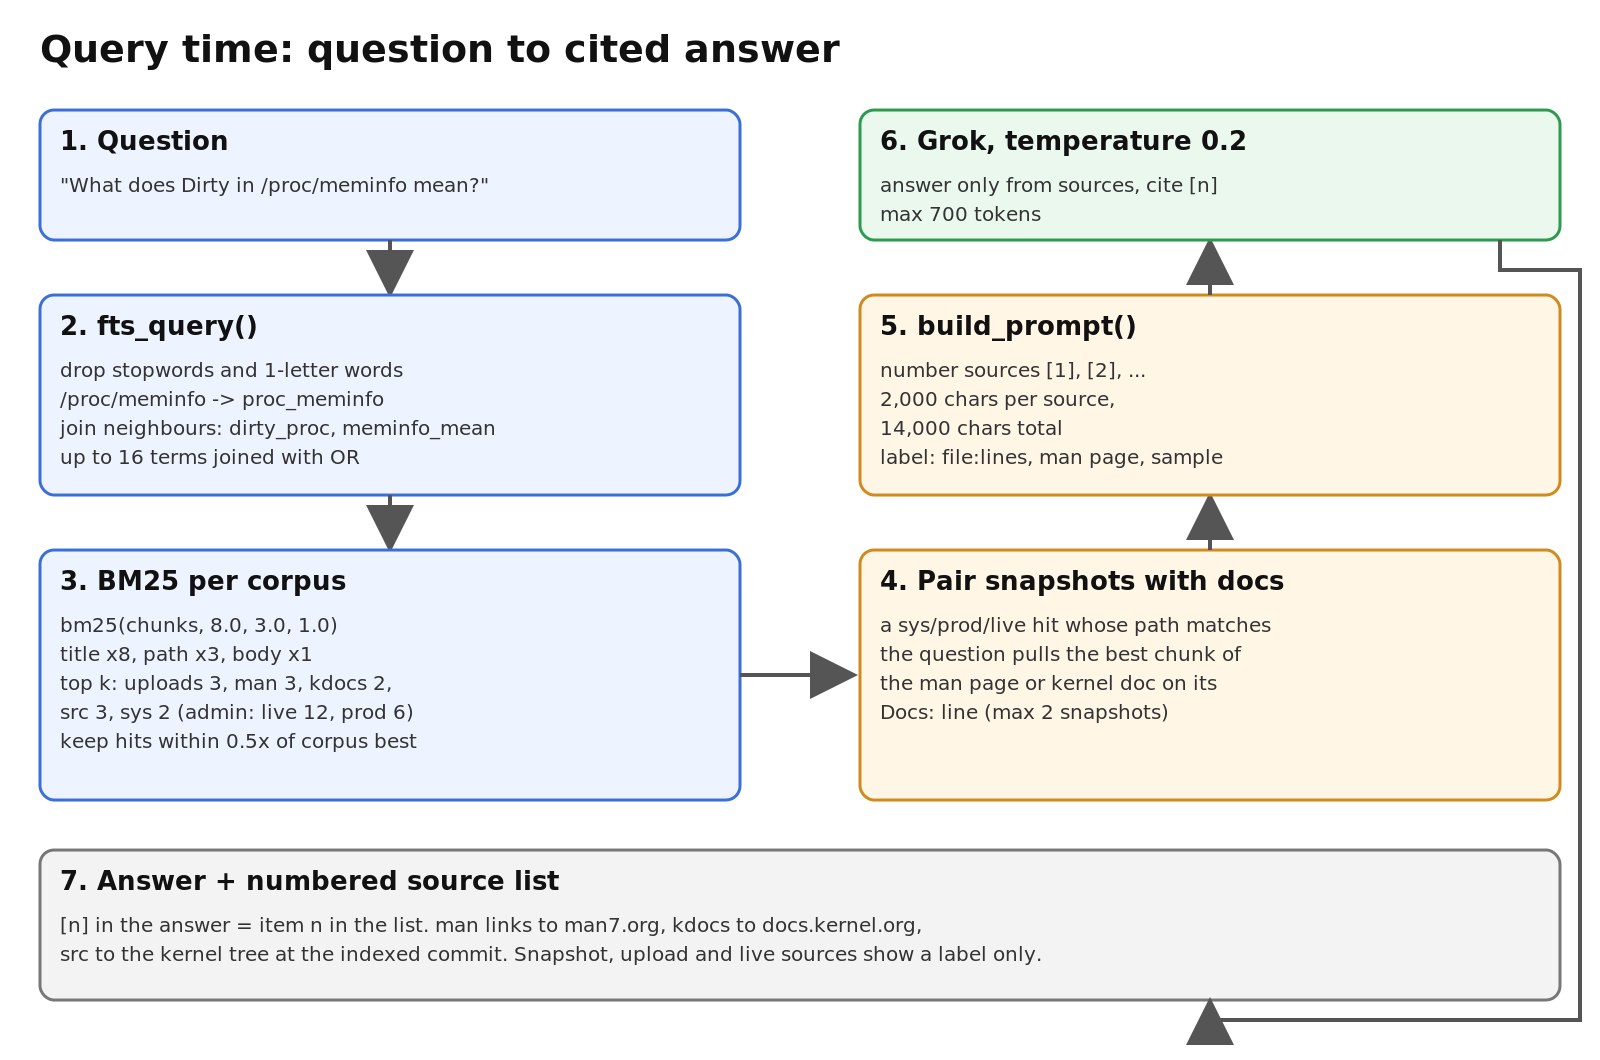 Query time: question to cited answer
1. Question
"What does Dirty in /proc/meminfo mean?"
2. fts_query()
drop stopwords and 1-letter words
/proc/meminfo -> proc_meminfo
join neighbours: dirty_proc, meminfo_mean
up to 16 terms joined with OR
3. BM25 per corpus
bm25(chunks, 8.0, 3.0, 1.0)
title x8, path x3, body x1
top k: uploads 3, man 3, kdocs 2,
src 3, sys 2 (admin: live 12, prod 6)
keep hits within 0.5x of corpus best
4. Pair snapshots with docs
a sys/prod/live hit whose path matches
the question pulls the best chunk of
the man page or kernel doc on its
Docs: line (max 2 snapshots)
5. build_prompt()
number sources [1], [2], ...
2,000 chars per source,
14,000 chars total
label: file:lines, man page, sample
6. Grok, temperature 0.2
answer only from sources, cite [n]
max 700 tokens
7. Answer + numbered source list
[n] in the answer = item n in the list. man links to man7.org, kdocs to docs.kernel.org,
src to the kernel tree at the indexed commit. Snapshot, upload and live sources show a label only.